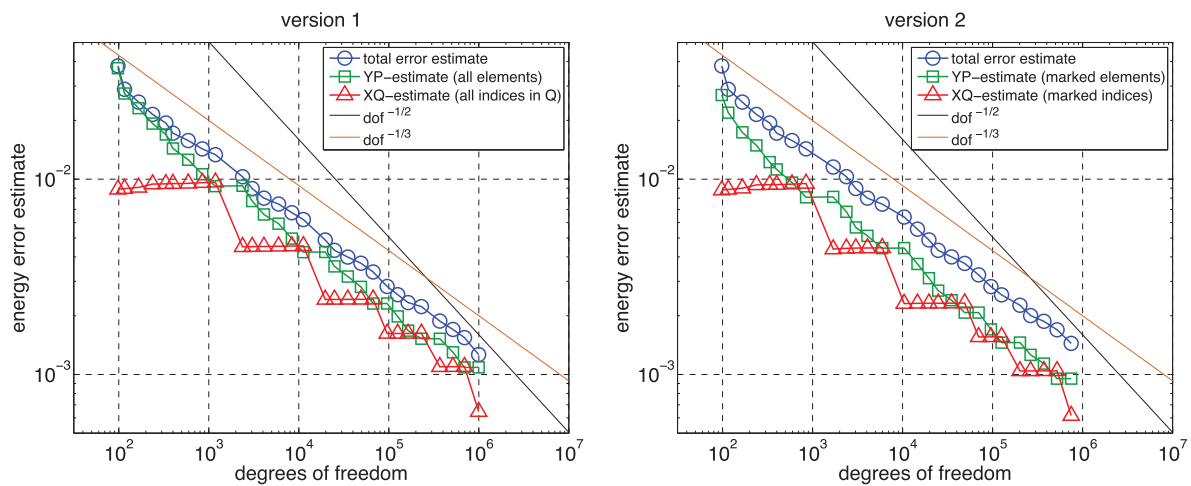 version 1
energy error estimate
10^−2
10^−3
total error estimate
YP−estimate (all elements)
XQ−estimate (all indices in Q)
dof^−1/2
dof^−1/3
10^2
10^3
10^4
10^5
10^6
10^7
degrees of freedom
version 2
energy error estimate
10^−2
10^−3
total error estimate
YP−estimate (marked elements)
XQ−estimate (marked indices)
dof^−1/2
dof^−1/3
10^2
10^3
10^4
10^5
10^6
10^7
degrees of freedom